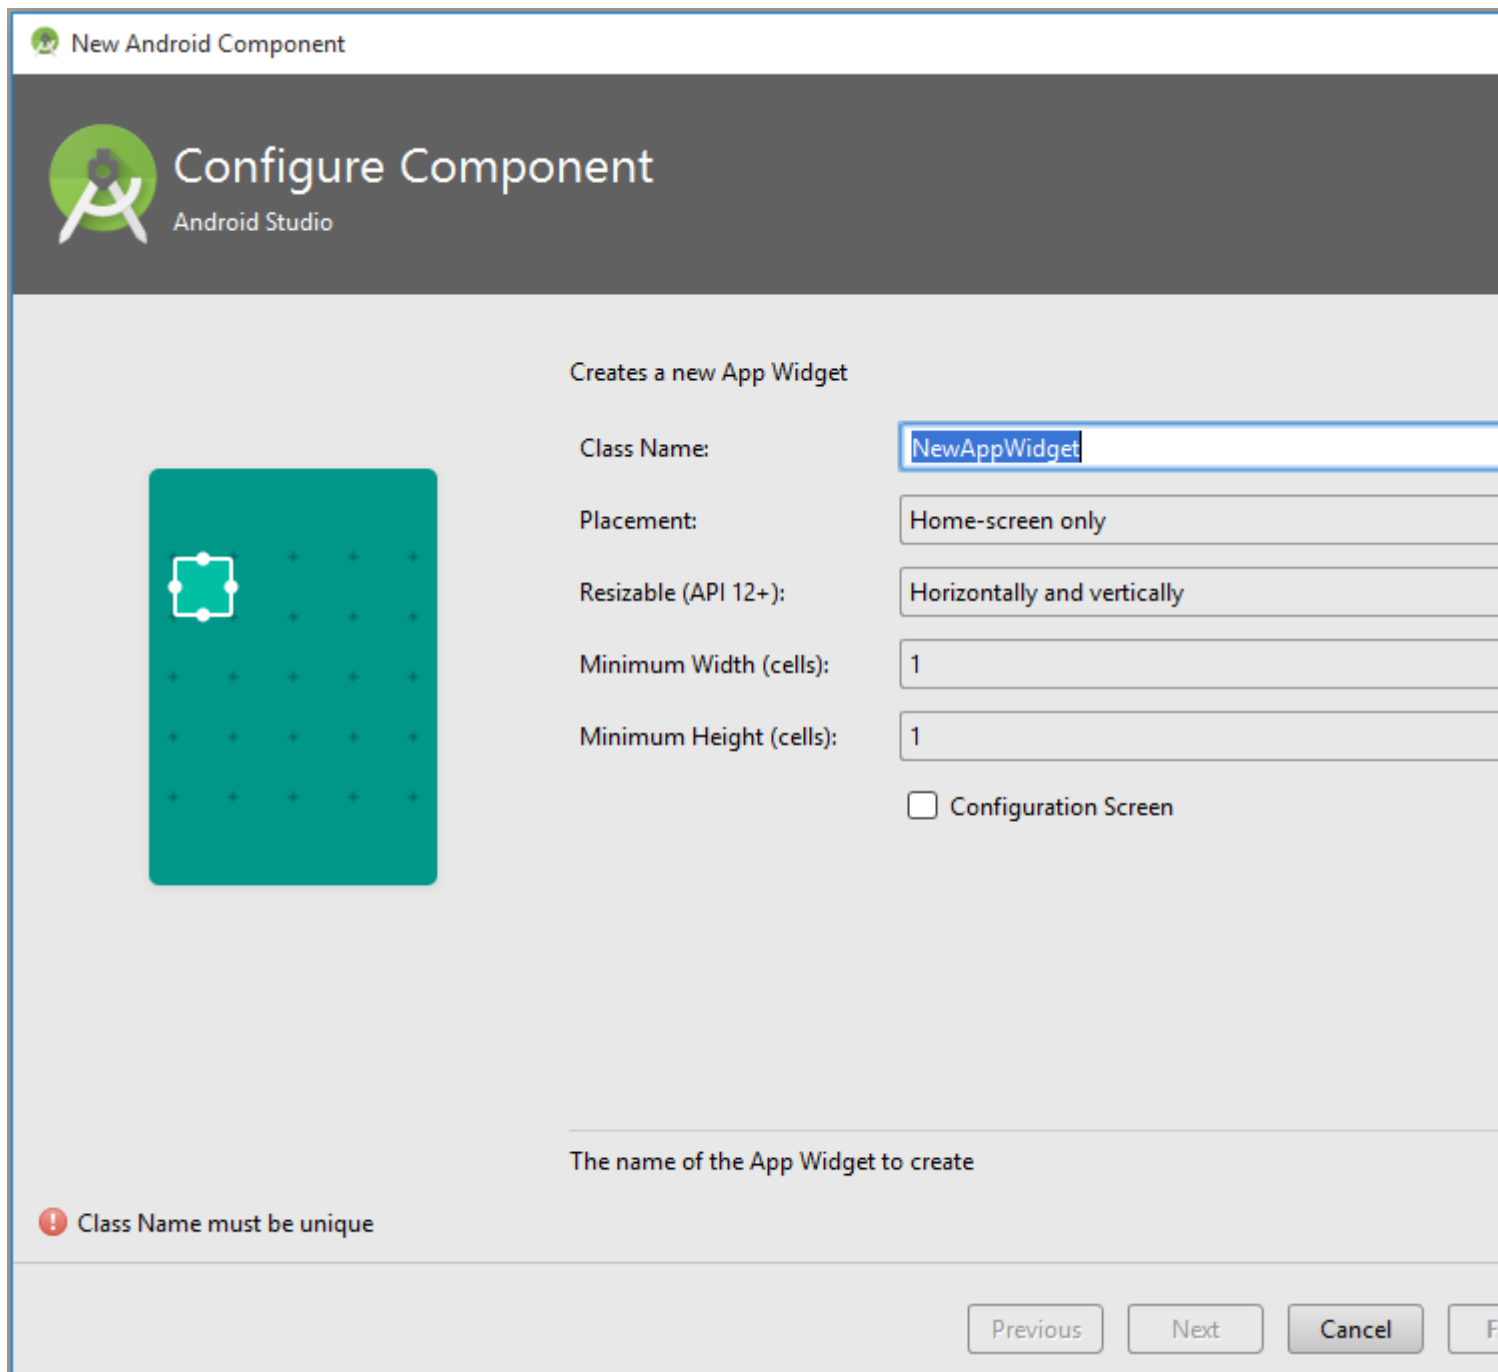 New Android Component
Configure Component
Android Studio
Creates a new App Widget
Class Name: NewAppWidget
Placement: Home-screen only
Resizable (API 12+): Horizontally and vertically
Minimum Width (cells): 1
Minimum Height (cells): 1
Configuration Screen
The name of the App Widget to create
Class Name must be unique
Previous Next Cancel